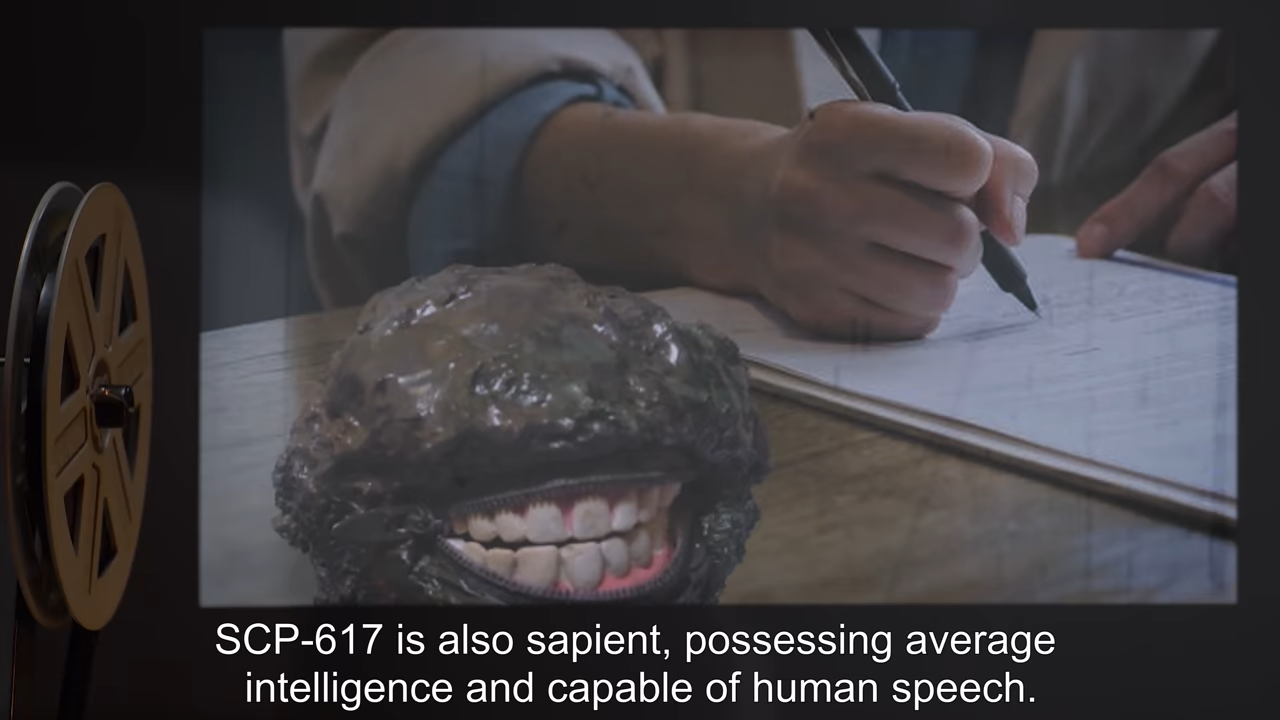 SCP-617 is also sapient, possessing average
intelligence and capable of human speech.